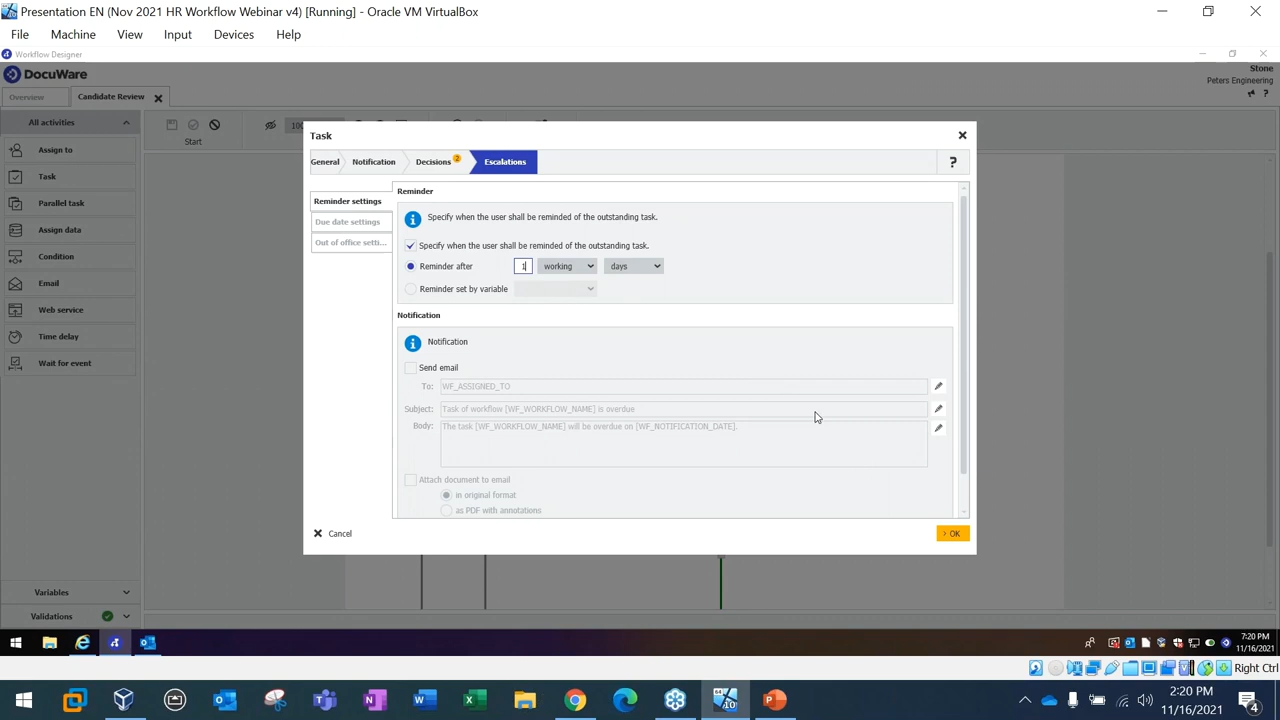 Presentation EN (Nov 2021 HR Workflow Webinar v4) [Running] - Oracle VM VirtualBox
File Machine View Input Devices Help
Workflow Designer
DocuWare
Stone
Peters Engineering
Overview
Candidate Review
?
All activities
Start
100
Assign to
Task
Parallel task
Assign data
Condition
Email
Web service
Time delay
Wait for event
Variables
Validations
Task
General
Notification
Decisions 2
Escalations
?
Reminder settings
Due date settings
Out of office setti...
Reminder
Specify when the user shall be reminded of the outstanding task.
Specify when the user shall be reminded of the outstanding task.
Reminder after 1 working days
Reminder set by variable
Notification
Notification
Send email
To: WF_ASSIGNED_TO
Subject: Task of workflow [WF_WORKFLOW_NAME] is overdue
Body: The task [WF_WORKFLOW_NAME] will be overdue on [WF_NOTIFICATION_DATE].
Attach document to email
in original format
as PDF with annotations
Cancel
> OK
7:20 PM
11/16/2021
Right Ctrl
2:20 PM
11/16/2021
4